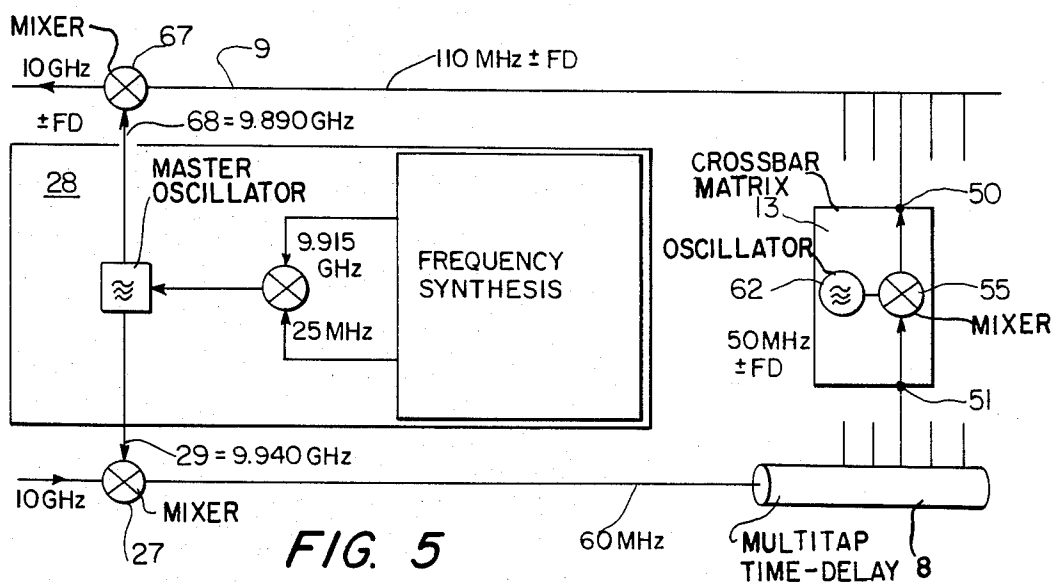 MIXER
67
9
110 MHz ± FD
10 GHz
± FD
68 = 9.890 GHz
28
MASTER
OSCILLATOR
CROSSBAR
MATRIX
13
50
9.915
GHz
FREQUENCY
SYNTHESIS
OSCILLATOR
62
55
25 MHz
MIXER
50 MHz
± FD
51
29 = 9.940 GHz
10 GHz
MIXER
27
60 MHz
FIG. 5
MULTITAP
TIME-DELAY 8